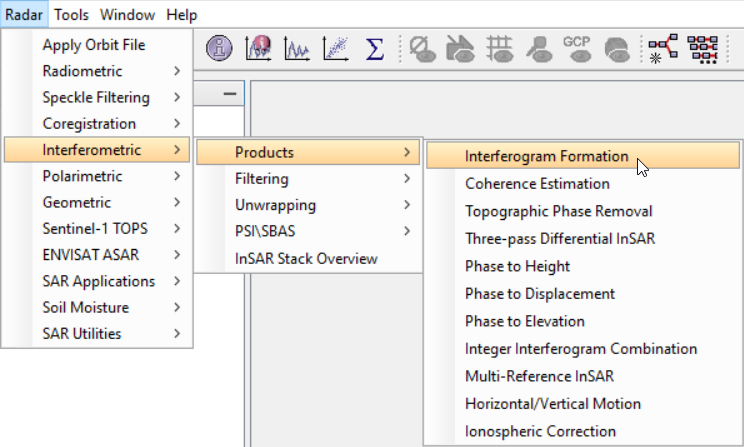 Radar Tools Window Help
Apply Orbit File
Radiometric
Speckle Filtering
Coregistration
Interferometric
Polarimetric
Geometric
Sentinel-1 TOPS
ENVISAT ASAR
SAR Applications
Soil Moisture
SAR Utilities
GCP
Products
Filtering
Unwrapping
PSI\SBAS
InSAR Stack Overview
Interferogram Formation
Coherence Estimation
Topographic Phase Removal
Three-pass Differential InSAR
Phase to Height
Phase to Displacement
Phase to Elevation
Integer Interferogram Combination
Multi-Reference InSAR
Horizontal/Vertical Motion
Ionospheric Correction